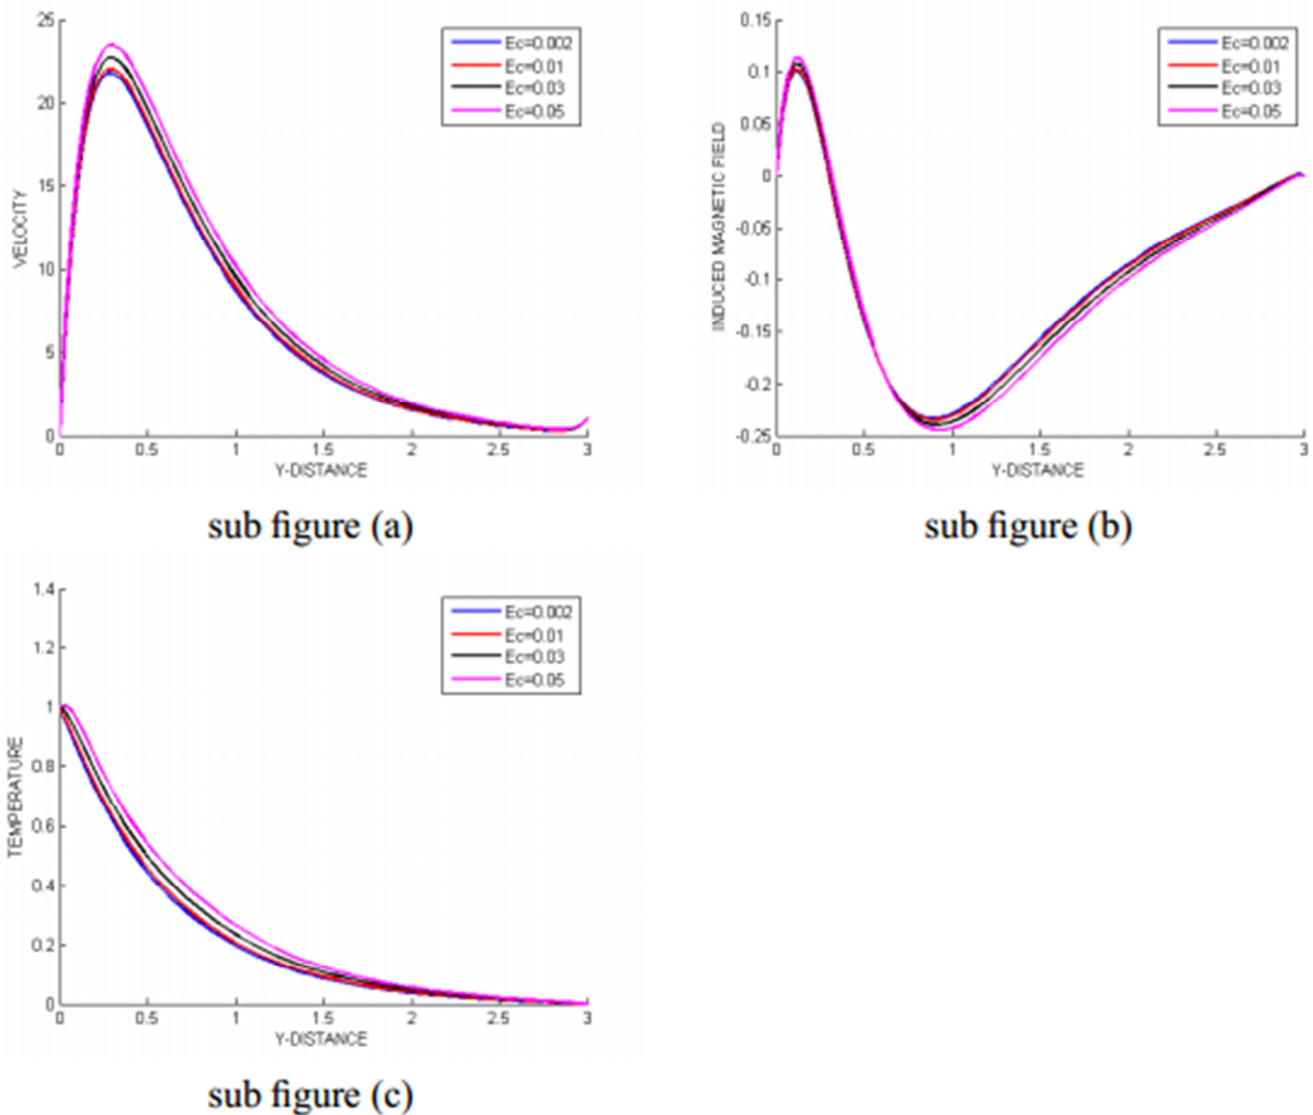 25
20
15
10
5
0
VELOCITY
0 0.5 1 1.5 2 2.5 3
Y-DISTANCE
Ec=0.002
Ec=0.01
Ec=0.03
Ec=0.05
sub figure (a)
0.15
0.1
0.05
0
-0.05
-0.1
-0.15
-0.2
-0.25
INDUCED MAGNETIC FIELD
0 0.5 1 1.5 2 2.5 3
Y-DISTANCE
Ec=0.002
Ec=0.01
Ec=0.03
Ec=0.05
sub figure (b)
1.4
1.2
1
0.8
0.6
0.4
0.2
0
TEMPERATURE
0 0.5 1 1.5 2 2.5 3
Y-DISTANCE
Ec=0.002
Ec=0.01
Ec=0.03
Ec=0.05
sub figure (c)